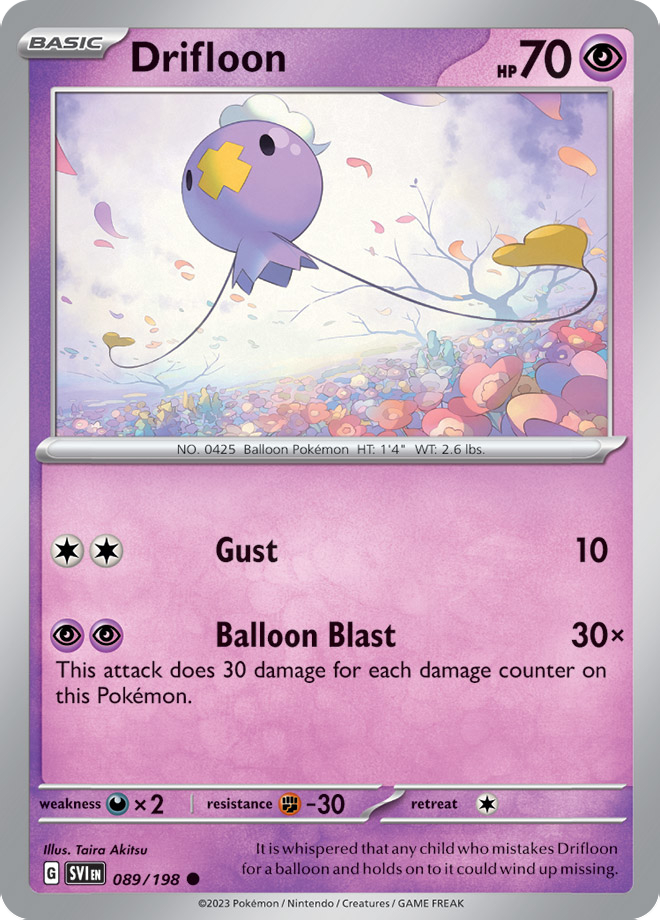 BASIC Drifloon HP 70
NO. 0425 Balloon Pokémon HT: 1'4" WT: 2.6 lbs.
Gust 10
Balloon Blast 30×
This attack does 30 damage for each damage counter on
this Pokémon.
weakness ×2 resistance -30 retreat
Illus. Taira Akitsu
G SVI EN 089/198
It is whispered that any child who mistakes Drifloon
for a balloon and holds on to it could wind up missing.
©2023 Pokémon / Nintendo / Creatures / GAME FREAK